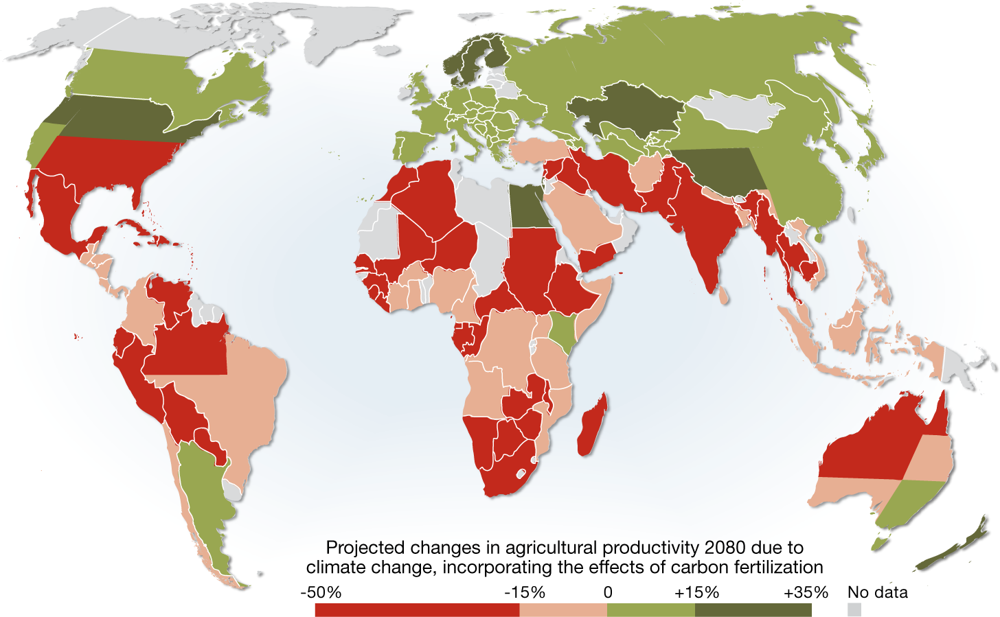 Projected changes in agricultural productivity 2080 due to
climate change, incorporating the effects of carbon fertilization
-50% -15% 0 +15% +35% No data